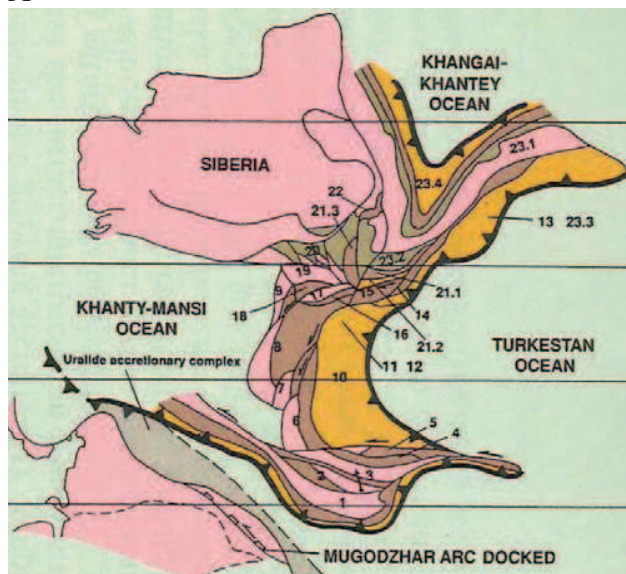 KHANGAI-
KHANTEY
OCEAN
23.1
SIBERIA
23.4
22
21.3
13 23.3
20
23.2
19
9
21.1
KHANTY-MANSI
OCEAN
17
15
14
18
16
21.2
TURKESTAN
OCEAN
Uralide accretionary complex
8
11 12
10
7
6
5
4
2
3
1
MUGODZHAR ARC DOCKED